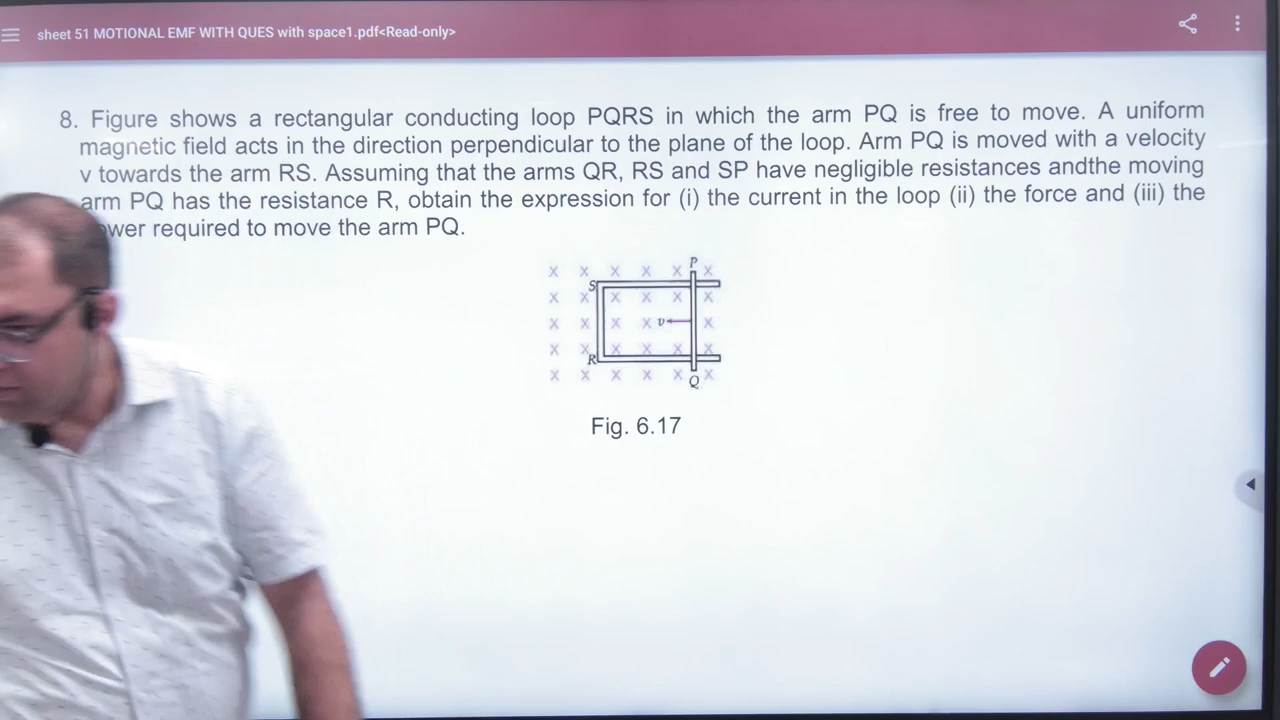 sheet 51 MOTIONAL EMF WITH QUES with space1.pdf<Read-only>
8. Figure shows a rectangular conducting loop PQRS in which the arm PQ is free to move. A uniform
magnetic field acts in the direction perpendicular to the plane of the loop. Arm PQ is moved with a velocity
v towards the arm RS. Assuming that the arms QR, RS and SP have negligible resistances andthe moving
arm PQ has the resistance R, obtain the expression for (i) the current in the loop (ii) the force and (iii) the
wer required to move the arm PQ.
P
x x x x x x
S
x x x x x x
x x x x v x
x x x x x x
R
x x x x x x
Q
Fig. 6.17